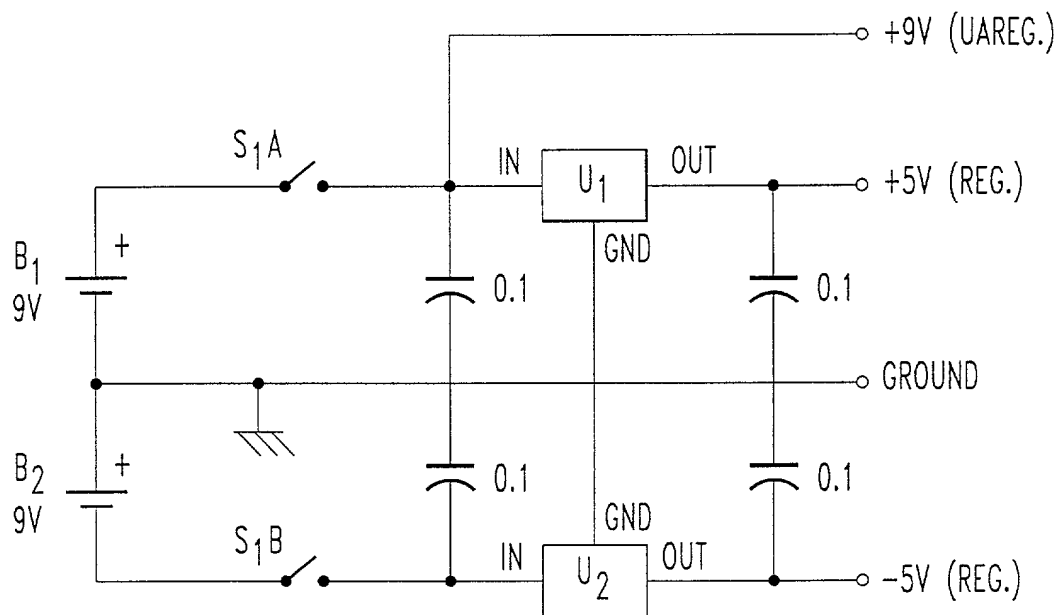 +9V (UAREG.)
S1A
IN
U1
OUT
+5V (REG.)
GND
B1
9V
+
0.1
0.1
GROUND
B2
9V
+
0.1
0.1
GND
S1B
IN
U2
OUT
-5V (REG.)